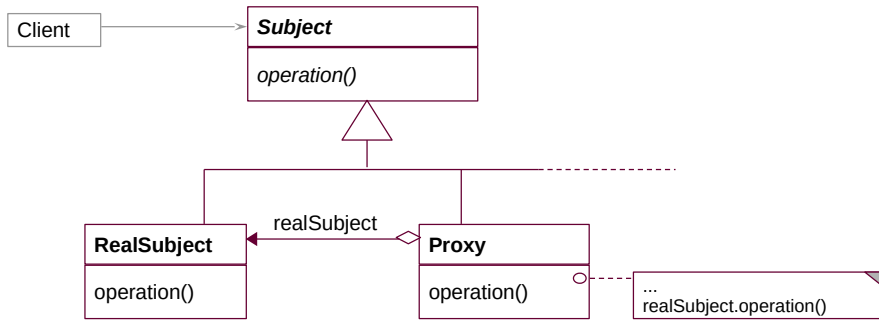 Client
Subject
operation()
realSubject
RealSubject
Proxy
operation()
operation()
...
realSubject.operation()